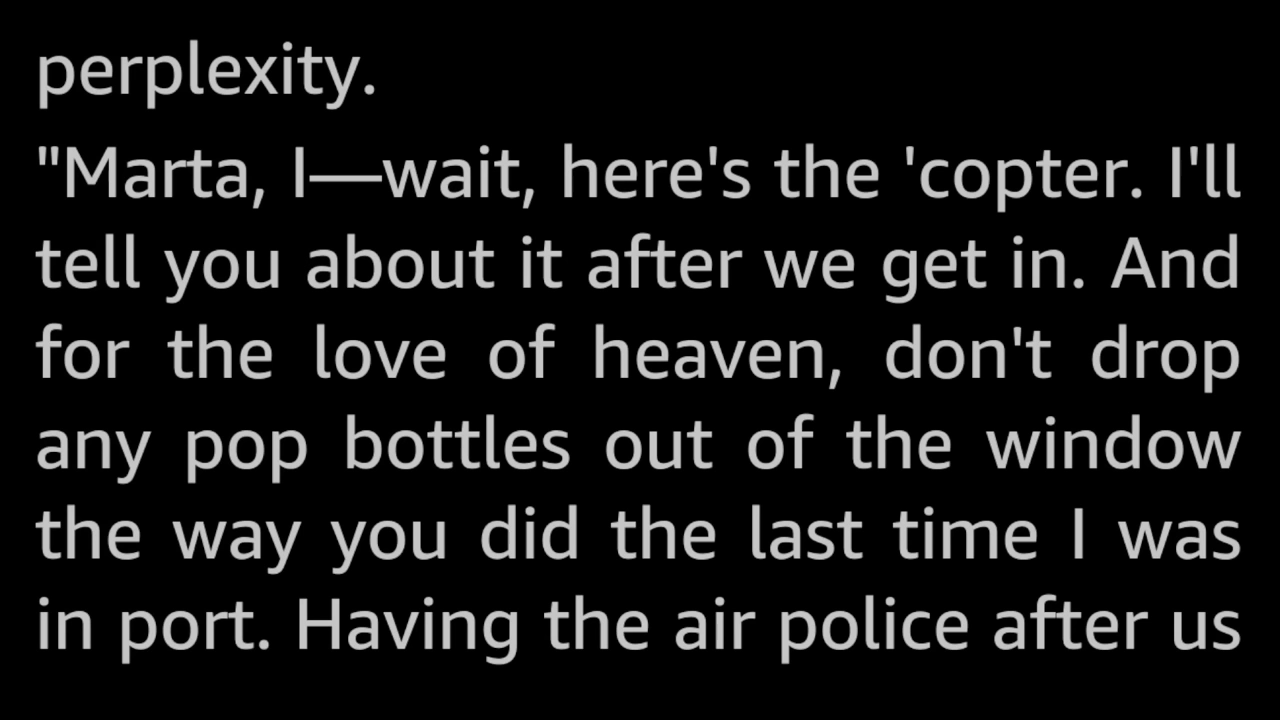 perplexity.
"Marta, I—wait, here's the 'copter. I'll
tell you about it after we get in. And
for the love of heaven, don't drop
any pop bottles out of the window
the way you did the last time I was
in port. Having the air police after us